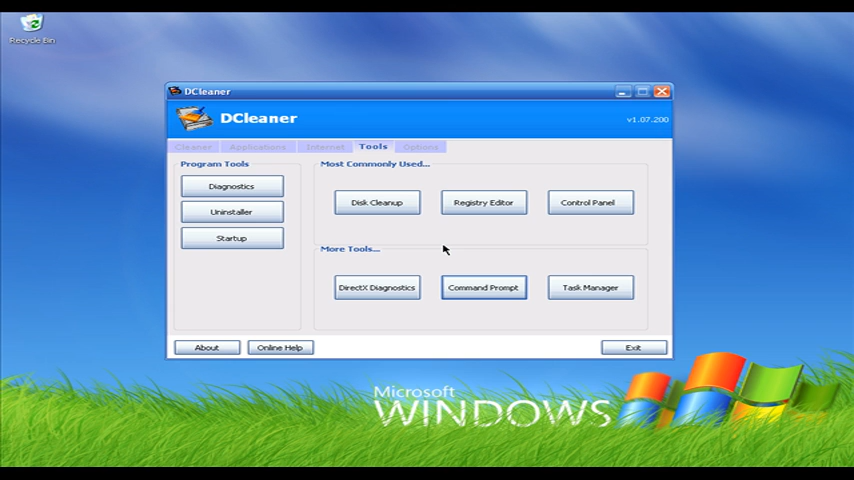 Recycle Bin
DCleaner
DCleaner
v1.07.200
Cleaner Applications Internet Tools Options
Program Tools
Diagnostics
Uninstaller
Startup
Most Commonly Used...
Disk Cleanup Registry Editor Control Panel
More Tools...
DirectX Diagnostics Command Prompt Task Manager
About Online Help Exit
Microsoft
WINDOWS